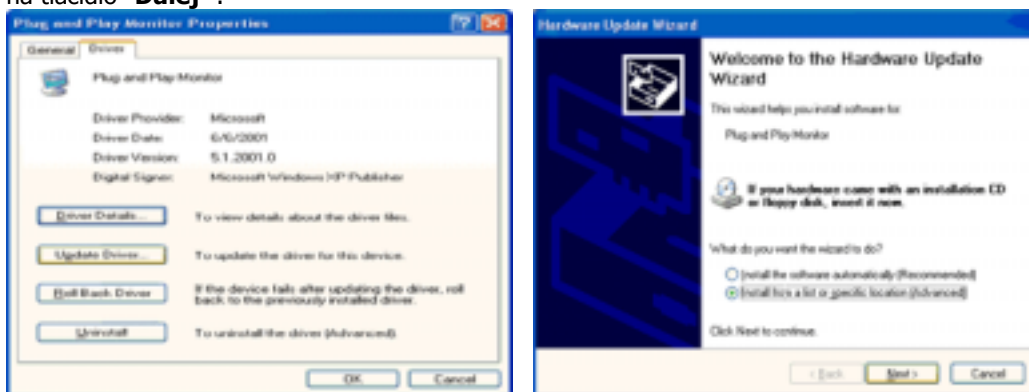 na tlačidlo "Ďalej".
Plug and Play Monitor Properties
General Driver
Plug and Play Monitor
Driver Provider: Microsoft
Driver Date: 6/6/2001
Driver Version: 5.1.2001.0
Digital Signer: Microsoft Windows XP Publisher
Driver Details... To view details about the driver files.
Update Driver... To update the driver for this device.
Roll Back Driver If the device fails after updating the driver, roll
back to the previously installed driver.
Uninstall To uninstall the driver (Advanced).
OK Cancel
Hardware Update Wizard
Welcome to the Hardware Update
Wizard
This wizard helps you install software for:
Plug and Play Monitor
If your hardware came with an installation CD
or floppy disk, insert it now.
What do you want the wizard to do?
Install the software automatically (Recommended)
Install from a list or specific location (Advanced)
Click Next to continue.
< Back Next > Cancel